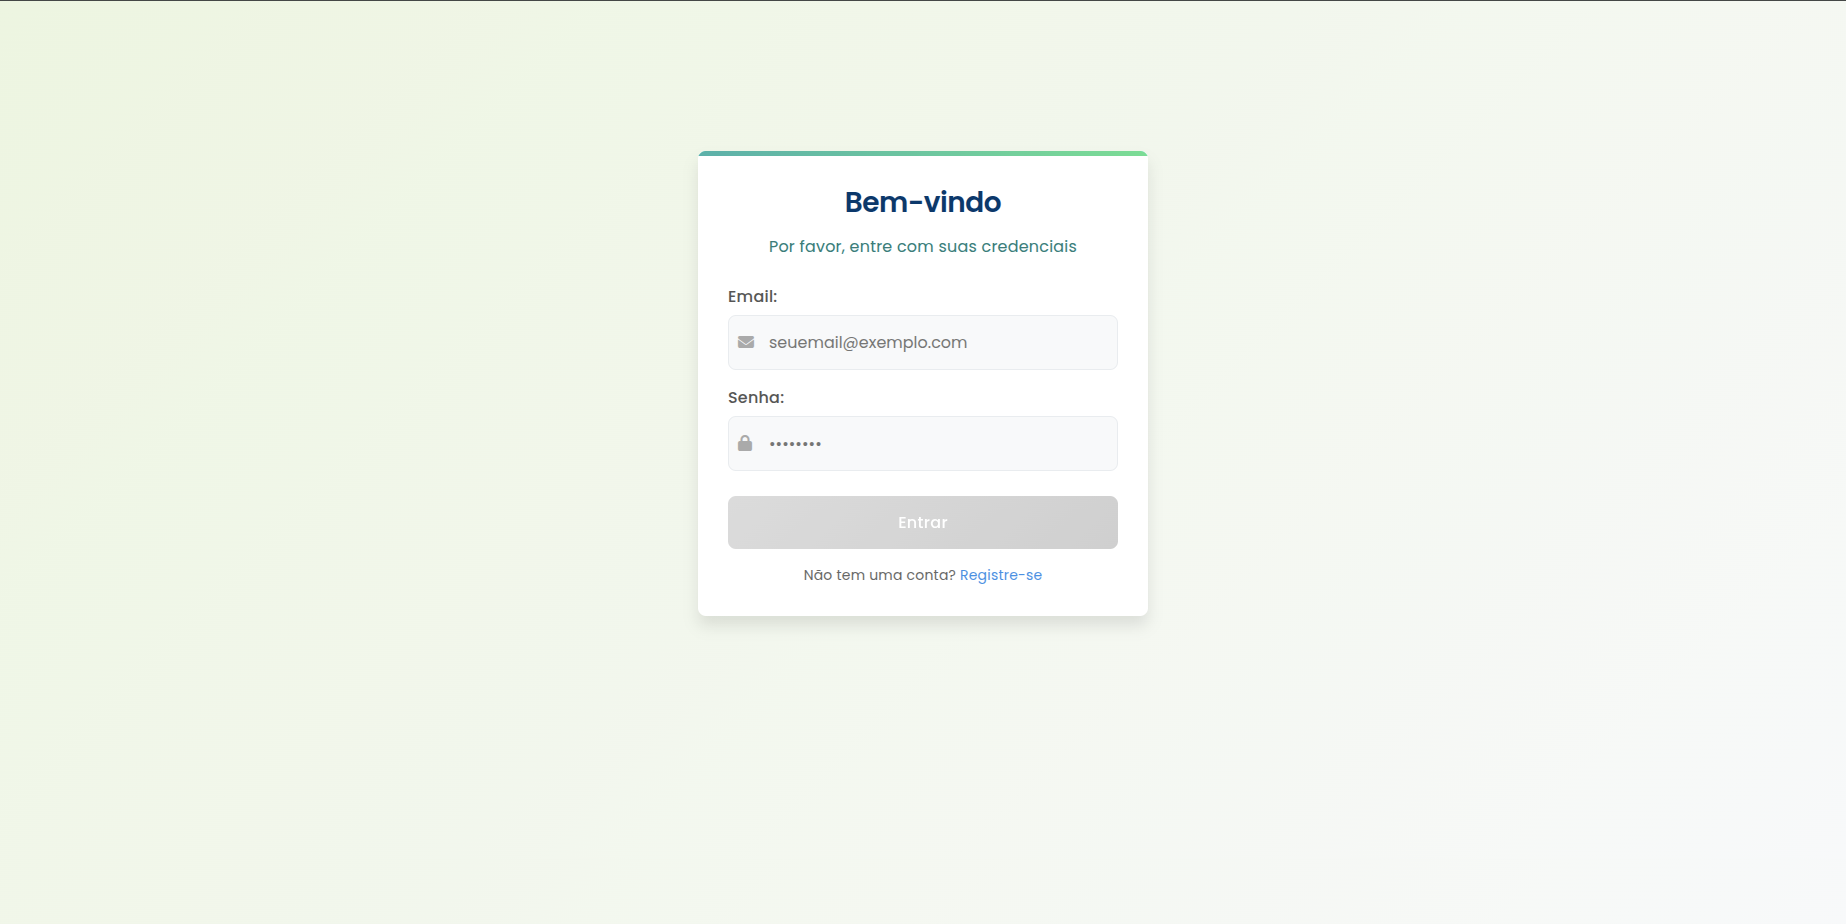 Bem-vindo
Por favor, entre com suas credenciais
Email:
seuemail@exemplo.com
Senha:
••••••••
Entrar
Não tem uma conta? Registre-se